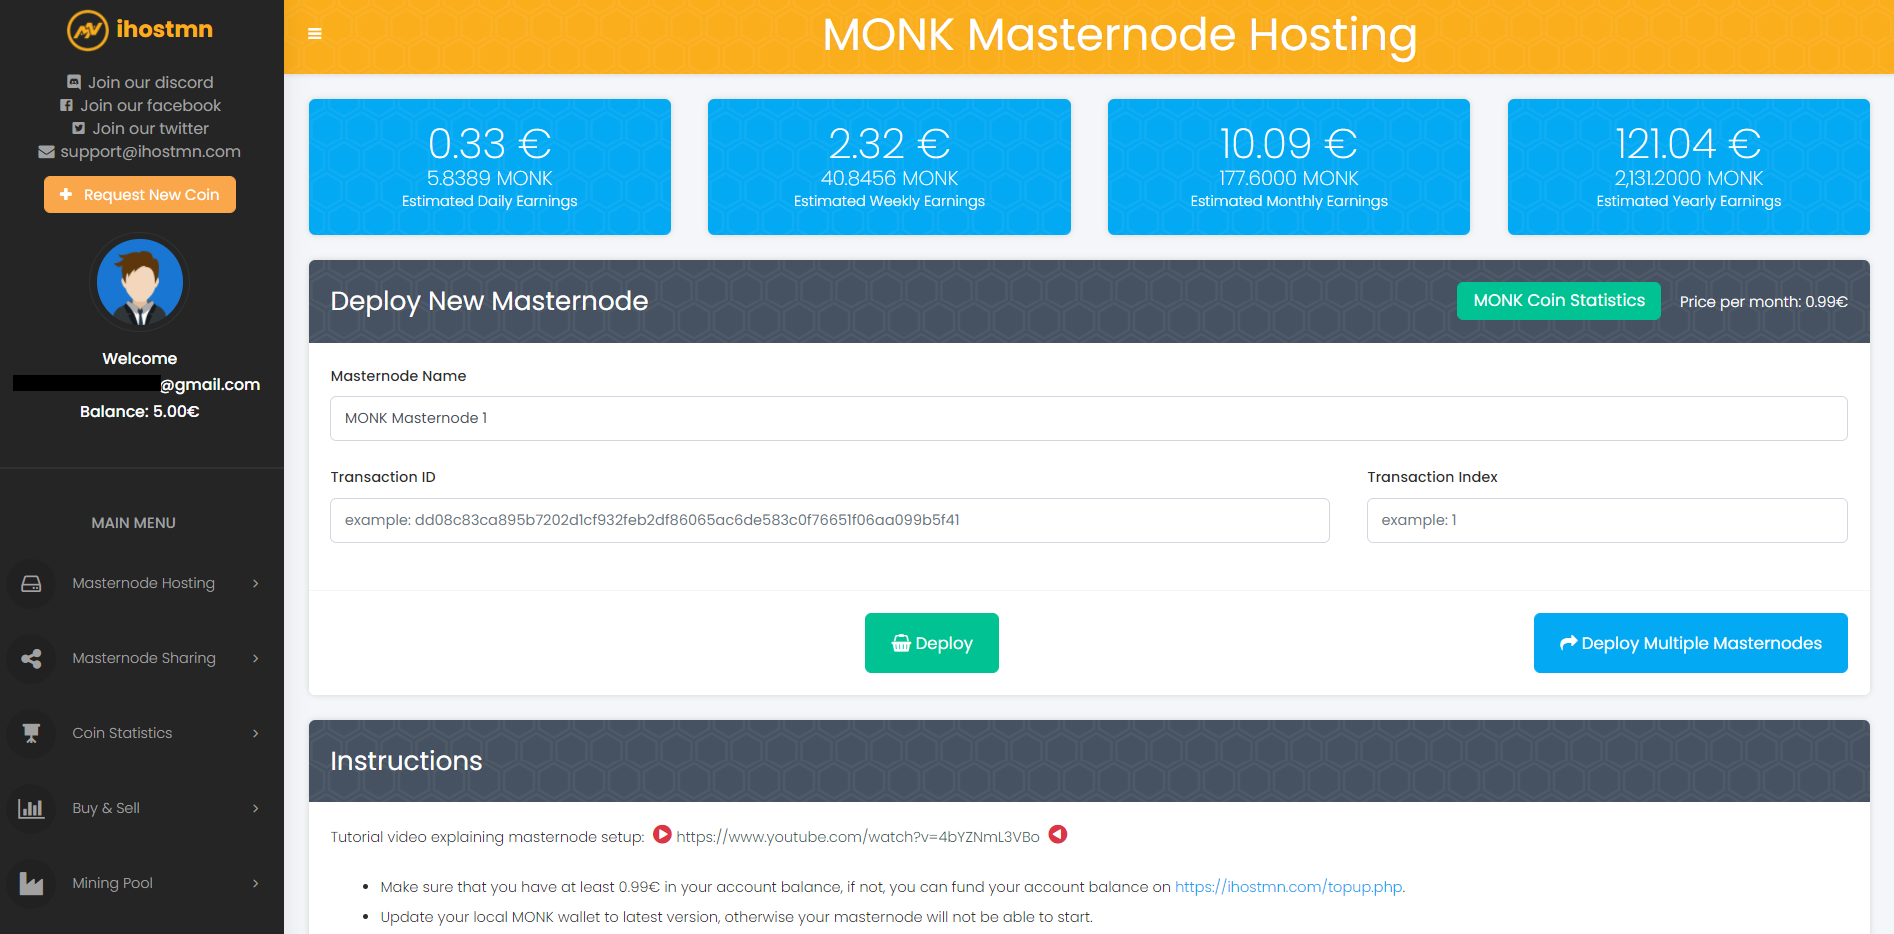 ihostmn
Join our discord
Join our facebook
Join our twitter
support@ihostmn.com
Request New Coin
Welcome
@gmail.com
Balance: 5.00€
MAIN MENU
Masternode Hosting
Masternode Sharing
Coin Statistics
Buy & Sell
Mining Pool
MONK Masternode Hosting
0.33 €
5.8389 MONK
Estimated Daily Earnings
2.32 €
40.8456 MONK
Estimated Weekly Earnings
10.09 €
177.6000 MONK
Estimated Monthly Earnings
121.04 €
2,131.2000 MONK
Estimated Yearly Earnings
Deploy New Masternode
MONK Coin Statistics
Price per month: 0.99€
Masternode Name
MONK Masternode 1
Transaction ID
Transaction Index
example: dd08c83ca895b7202d1cf932feb2df86065ac6de583c0f76651f06aa099b5f41
example: 1
Deploy
Deploy Multiple Masternodes
Instructions
Tutorial video explaining masternode setup: https://www.youtube.com/watch?v=4bYZNmL3VBo
Make sure that you have at least 0.99€ in your account balance, if not, you can fund your account balance on https://ihostmn.com/topup.php.
Update your local MONK wallet to latest version, otherwise your masternode will not be able to start.